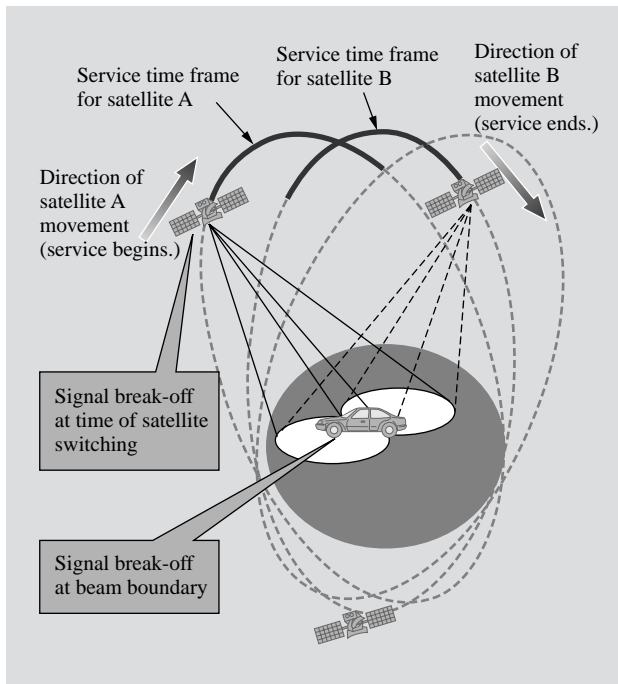 Service time frame
for satellite A
Service time frame
for satellite B
Direction of
satellite B
movement
(service ends.)
Direction of
satellite A
movement
(service begins.)
Signal break-off
at time of satellite
switching
Signal break-off
at beam boundary